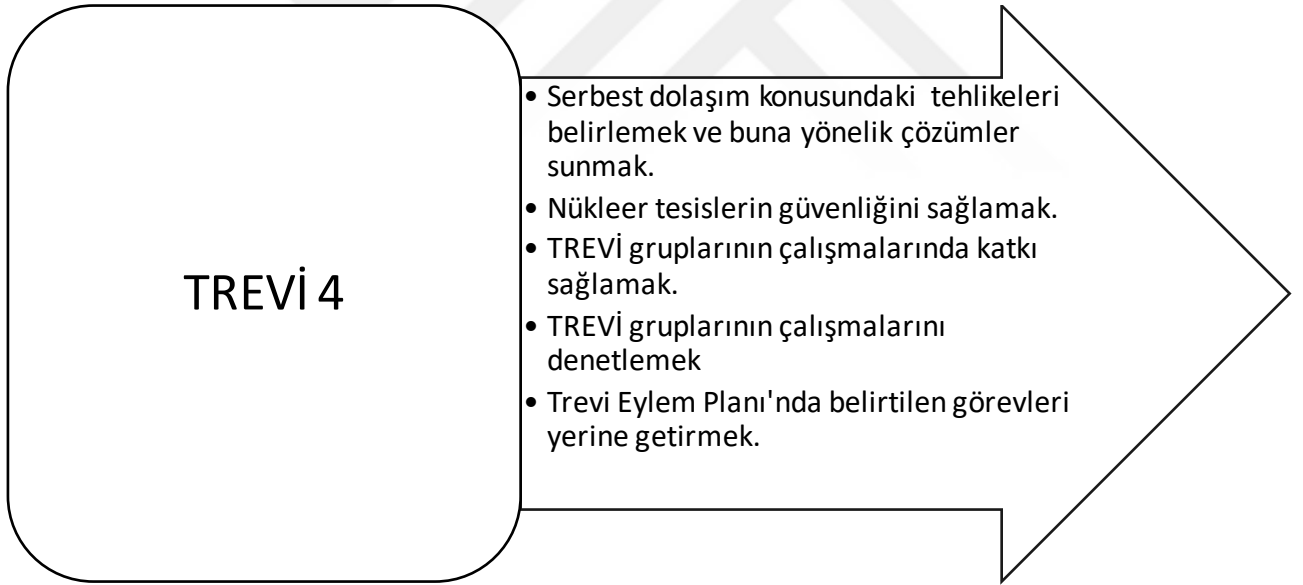 TREVİ 4
• Serbest dolaşım konusundaki tehlikeleri
belirlemek ve buna yönelik çözümler
sunmak.
• Nükleer tesislerin güvenliğini sağlamak.
• TREVİ gruplarının çalışmalarında katkı
sağlamak.
• TREVİ gruplarının çalışmalarını
denetlemek
• Trevi Eylem Planı'nda belirtilen görevleri
yerine getirmek.